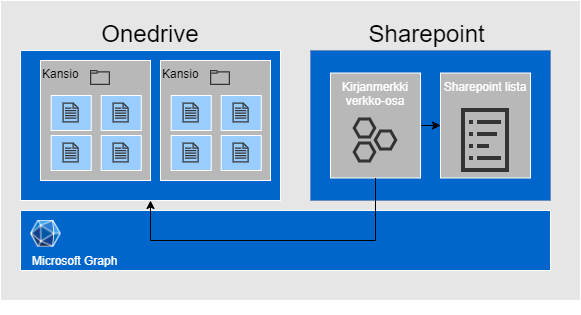 Onedrive
Sharepoint
Kansio
Kansio
Kirjanmerkki
verkko-osa
Sharepoint lista
Microsoft Graph